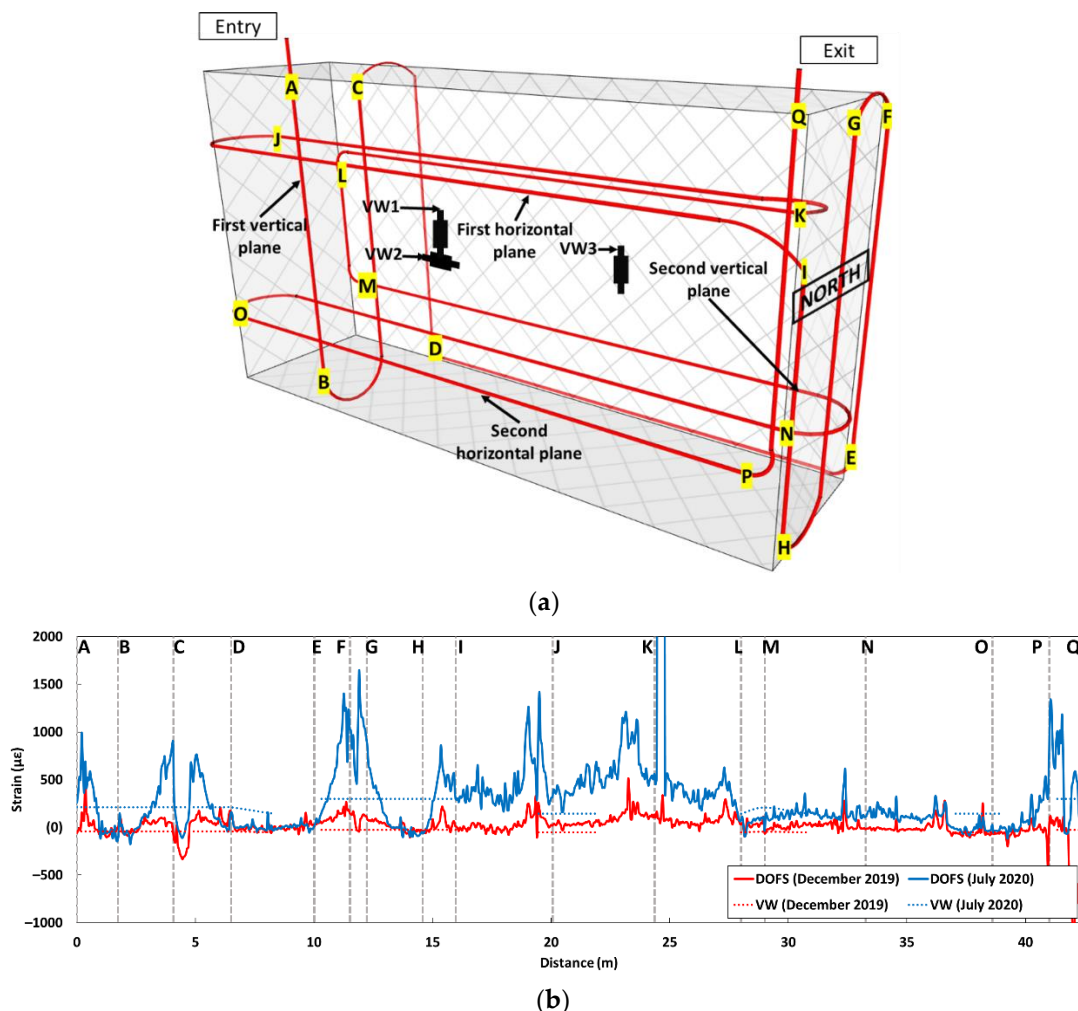 Entry
Exit
A
C
Q
G
F
J
L
K
VW1
First vertical
plane
First horizontal
plane
VW2
VW3
I
NORTH
Second vertical
plane
M
O
D
B
N
E
Second
horizontal plane
P
H
(a)
2000
1500
1000
500
(0)
−500
−1000
Strain (με)
A B C D E F G H I J K L M N O P Q
DOFS (December 2019) DOFS (July 2020)
VW (December 2019) VW (July 2020)
0 5 10 15 20 25 30 35 40
Distance (m)
(b)